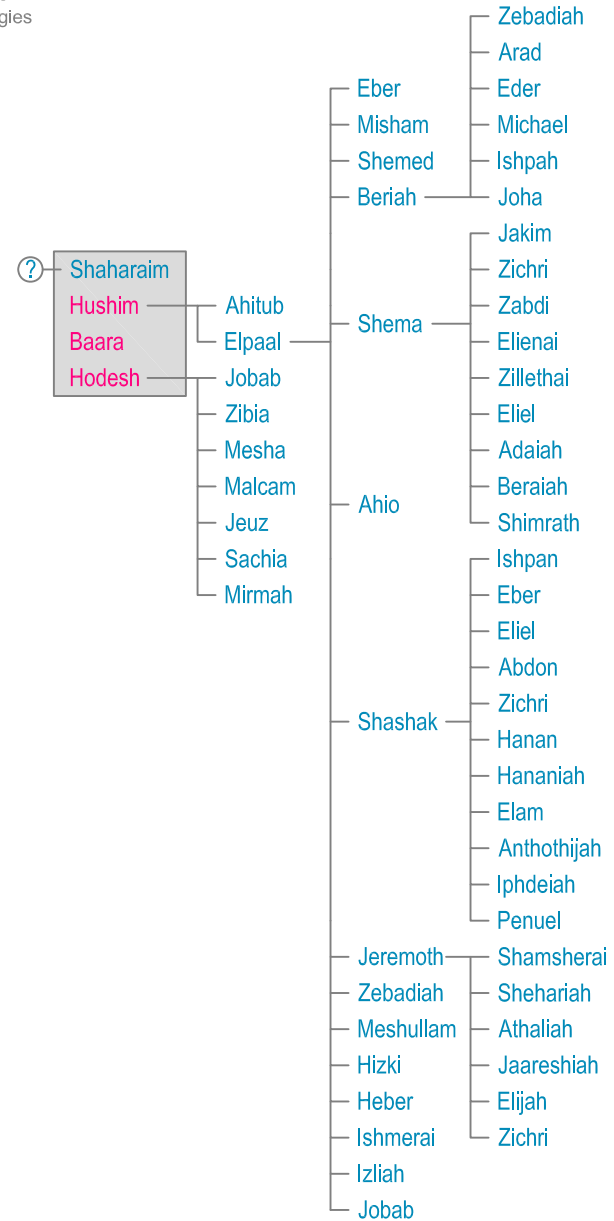 gies
Zebadiah
Arad
Eber
Eder
Misham
Michael
Shemed
Ishpah
Beriah
Joha
Jakim
? Shaharaim
Zichri
Hushim
Ahitub
Zabdi
Shema
Baara
Elpaal
Elienai
Hodesh
Jobab
Zillethai
Zibia
Eliel
Mesha
Adaiah
Malcam
Beraiah
Ahio
Jeuz
Shimrath
Sachia
Ishpan
Mirmah
Eber
Eliel
Abdon
Zichri
Shashak
Hanan
Hananiah
Elam
Anthothijah
Iphdeiah
Penuel
Jeremoth
Shamsherai
Zebadiah
Shehariah
Meshullam
Athaliah
Hizki
Jaareshiah
Heber
Elijah
Ishmerai
Zichri
Izliah
Jobab